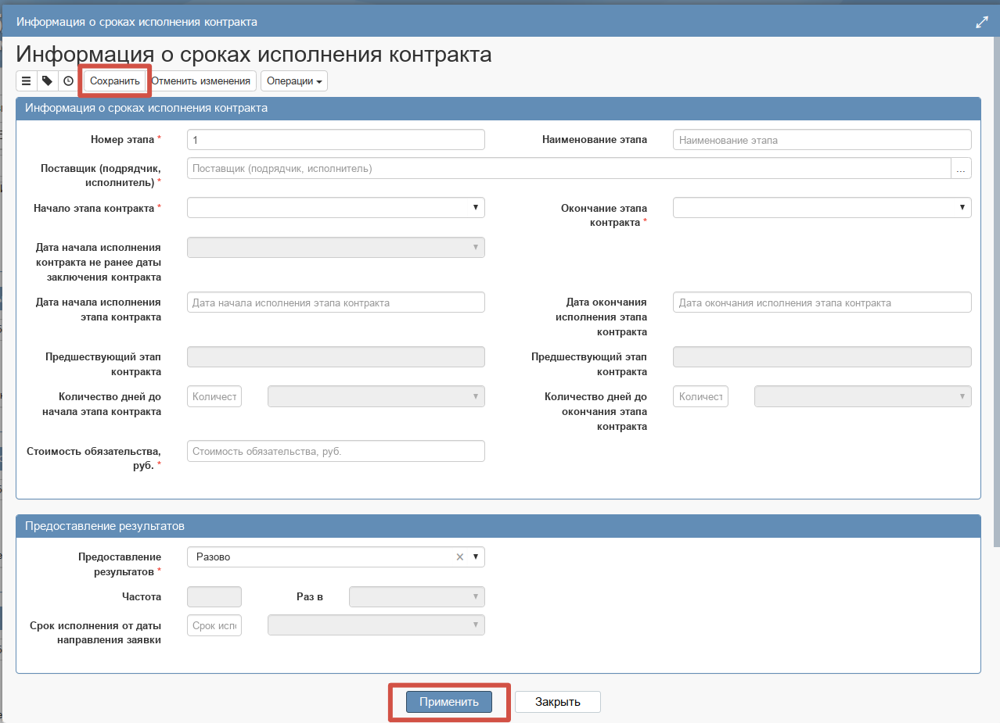 Информация о сроках исполнения контракта
Информация о сроках исполнения контракта
Сохранить Отменить изменения Операции
Информация о сроках исполнения контракта
Номер этапа * 1 Наименование этапа Наименование этапа
Поставщик (подрядчик, исполнитель) * Поставщик (подрядчик, исполнитель) ...
Начало этапа контракта * Окончание этапа
контракта *
Дата начала исполнения
контракта не ранее даты
заключения контракта
Дата начала исполнения
этапа контракта
Дата начала исполнения этапа контракта
Дата окончания
исполнения этапа
контракта
Дата окончания исполнения этапа контракта
Предшествующий этап
контракта
Предшествующий этап
контракта
Количество дней до
начала этапа контракта
Количест
Количество дней до
окончания этапа
контракта
Количест
Стоимость обязательства,
руб. *
Стоимость обязательства, руб.
Предоставление результатов
Предоставление
результатов *
Разово
Частота Раз в
Срок исполнения от даты
направления заявки
Срок испо
Применить Закрыть